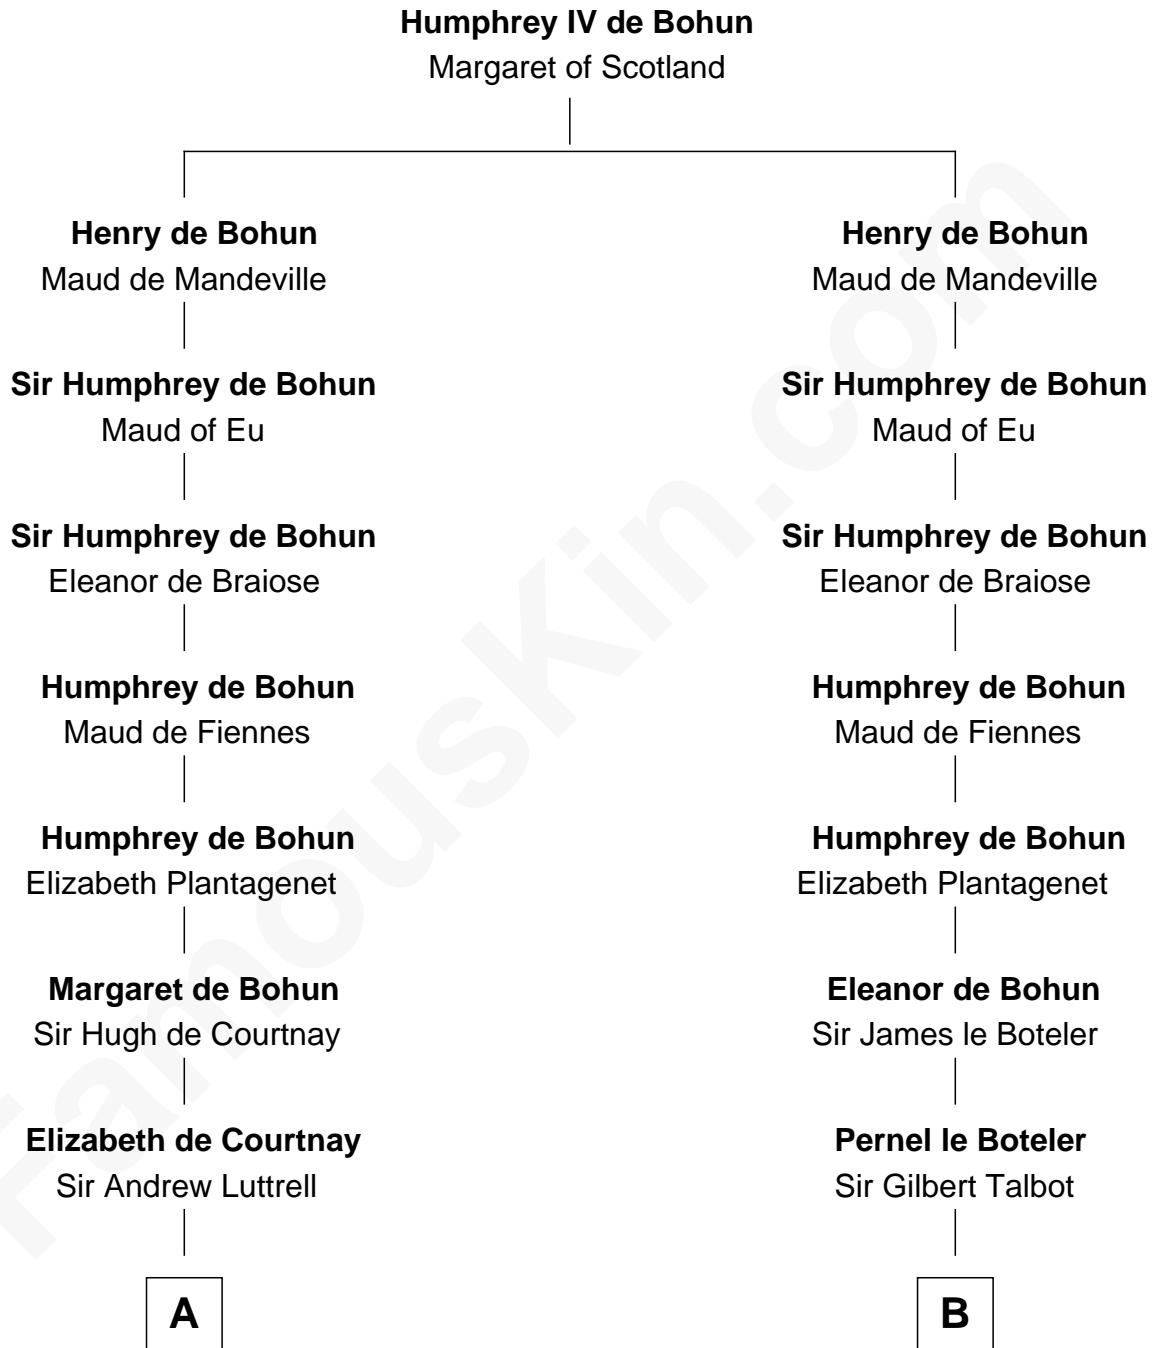 Humphrey IV de Bohun
Margaret of Scotland
Henry de Bohun
Maud de Mandeville
Henry de Bohun
Maud de Mandeville
Sir Humphrey de Bohun
Maud of Eu
Sir Humphrey de Bohun
Maud of Eu
Sir Humphrey de Bohun
Eleanor de Braiose
Sir Humphrey de Bohun
Eleanor de Braiose
Humphrey de Bohun
Maud de Fiennes
Humphrey de Bohun
Maud de Fiennes
Humphrey de Bohun
Elizabeth Plantagenet
Humphrey de Bohun
Elizabeth Plantagenet
Margaret de Bohun
Sir Hugh de Courtnay
Eleanor de Bohun
Sir James le Boteler
Elizabeth de Courtnay
Sir Andrew Luttrell
Pernel le Boteler
Sir Gilbert Talbot
A
B
FamousKin.com